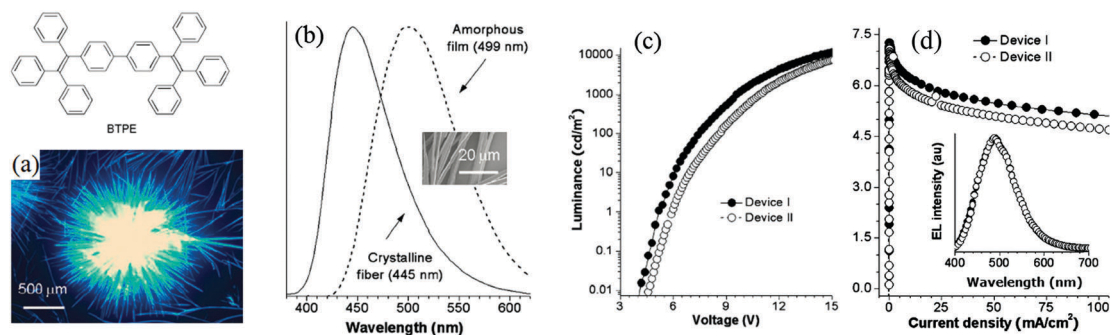 BTPE
(a)
500 μm
(b)
Amorphous
film (499 nm)
20 μm
Crystalline
fiber (445 nm)
400
450
500
550
600
Wavelength (nm)
(c)
Luminance (cd/m²)
10000
1000
100
10
1
0.1
0.01
Device I
Device II
3
6
9
12
15
Voltage (V)
(d)
7.5
6.0
4.5
3.0
1.5
0.0
Device I
Device II
EL intensity (au)
400
500
600
700
Wavelength (nm)
0
25
50
75
100
Current density (mA/cm²)